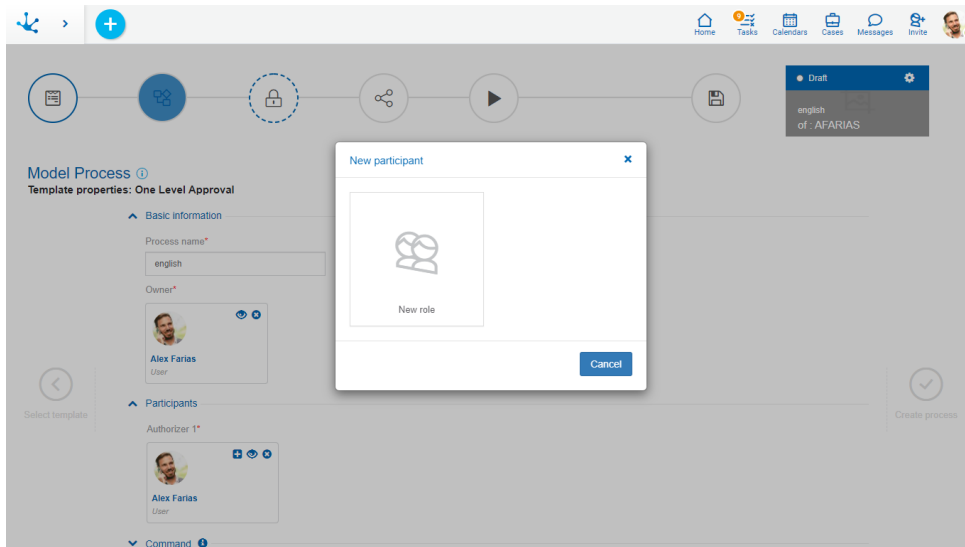 Home
9
Tasks
Calendars
Cases
Messages
Invite
Draft
english
of : AFARIAS
New participant
New role
Cancel
Model Process
Template properties: One Level Approval
Basic information
Process name*
english
Owner*
Alex Farias
User
Select template
Create process
Participants
Authorizer 1*
Alex Farias
User
Command